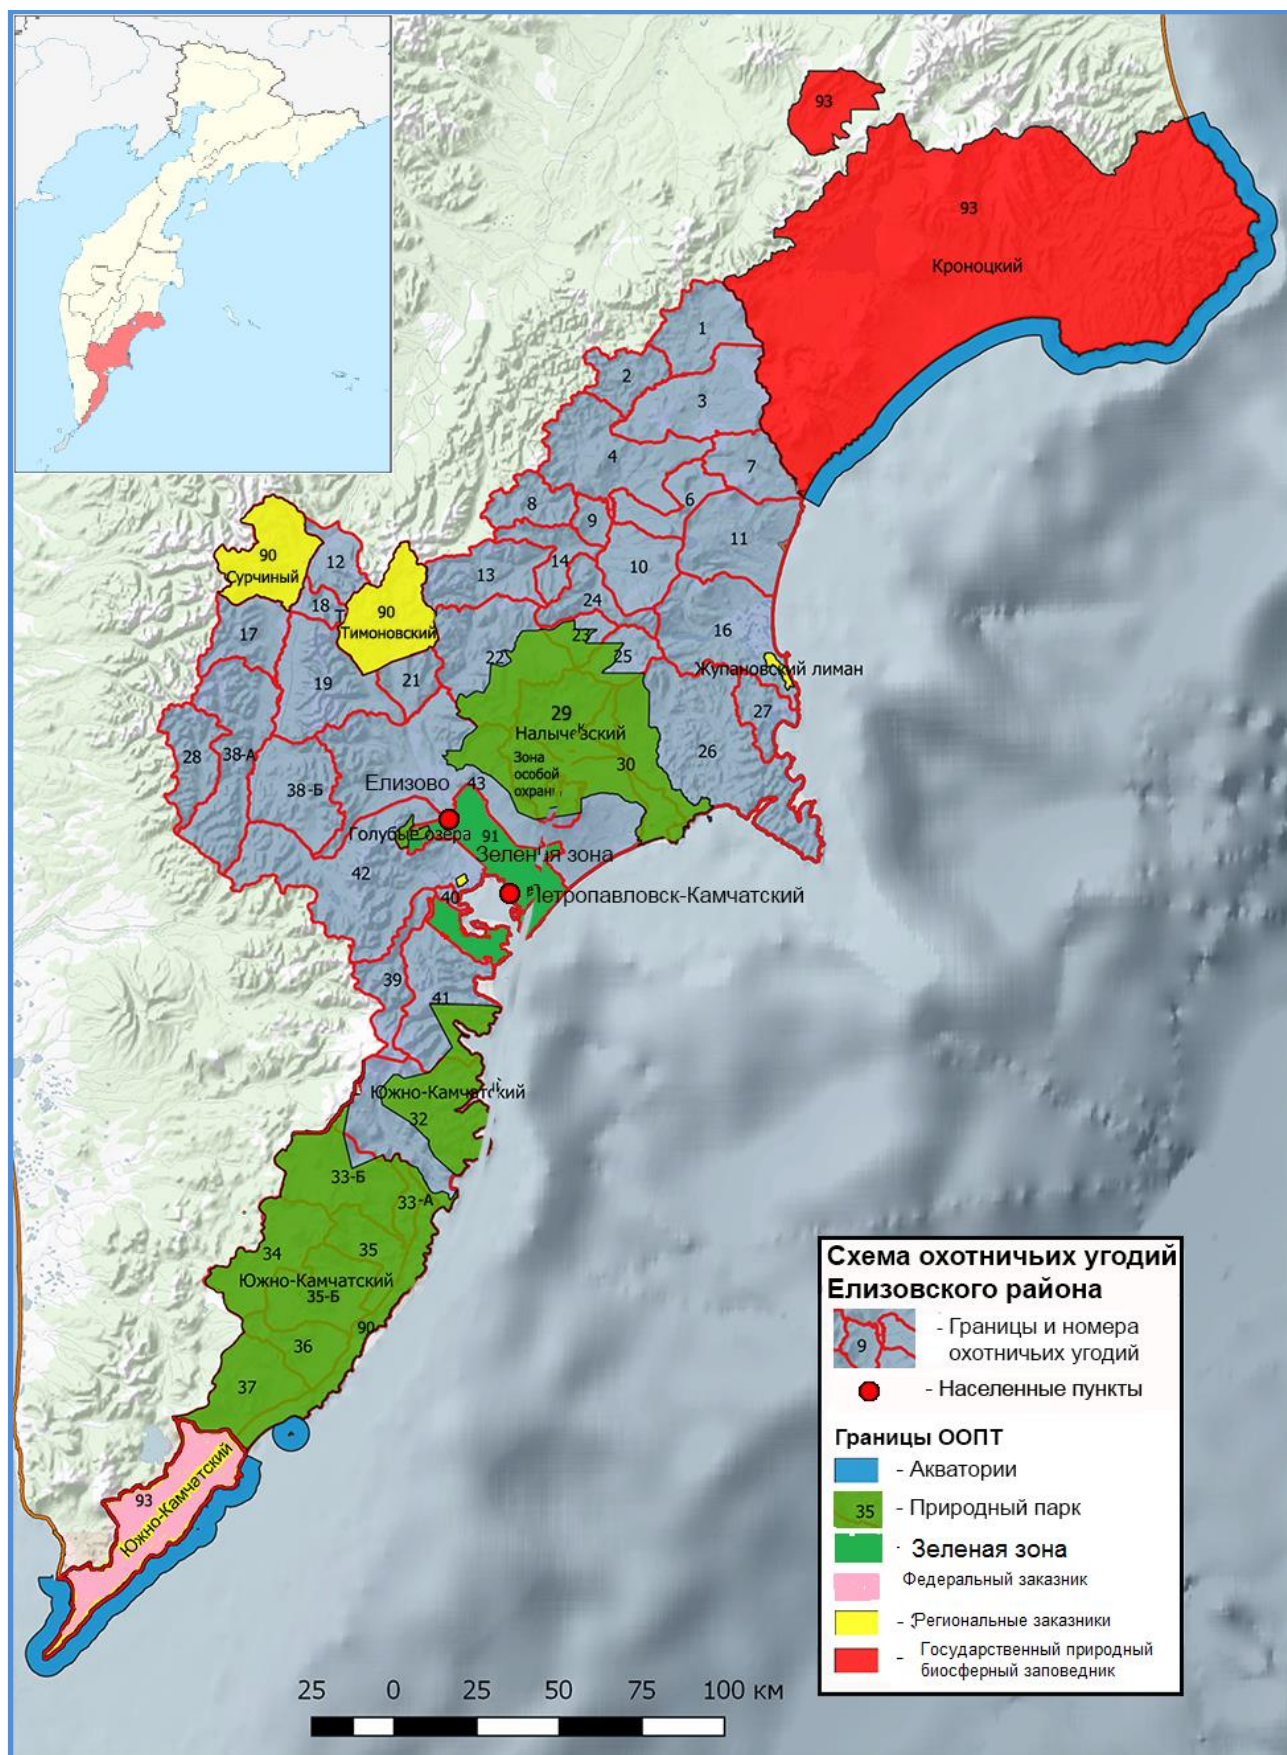 93
93
Кроноцкий
1
2
3
4
7
6
8
9
11
10
12
13
14
90
Сурчиный
18
24
90
Тимоновский
17
16
23
22
25
Жупановский лиман
19
21
27
29
Налычевский
28
38-А
26
Зона
особой
охраны
30
38-Б
Елизово
43
Голубые озера
91
Зеленая зона
42
40
Петропавловск-Камчатский
39
41
Южно-Камчатский
32
33-Б
33-А
34
35
Южно-Камчатский
35-Б
90
36
37
93
Южно-Камчатский
Схема охотничьих угодий
Елизовского района
9
- Границы и номера
охотничьих угодий
- Населенные пункты
Границы ООПТ
- Акватории
35
- Природный парк
Зеленая зона
Федеральный заказник
- Региональные заказники
- Государственный природный
биосферный заповедник
25 0 25 50 75 100 км